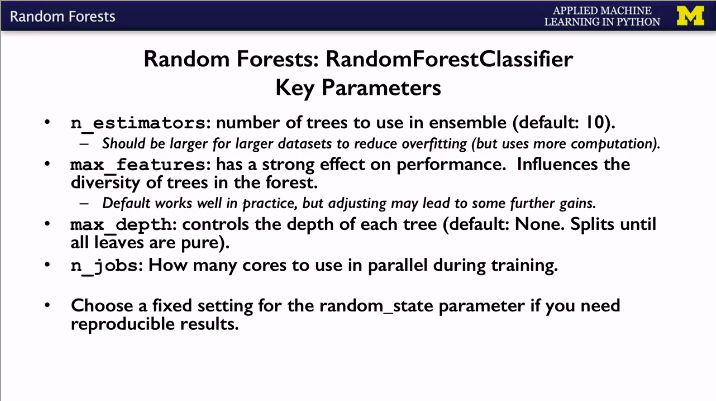 Random Forests
APPLIED MACHINE
LEARNING IN PYTHON
M
Random Forests: RandomForestClassifier
Key Parameters
• n_estimators: number of trees to use in ensemble (default: 10).
– Should be larger for larger datasets to reduce overfitting (but uses more computation).
• max_features: has a strong effect on performance. Influences the
diversity of trees in the forest.
– Default works well in practice, but adjusting may lead to some further gains.
• max_depth: controls the depth of each tree (default: None. Splits until
all leaves are pure).
• n_jobs: How many cores to use in parallel during training.
• Choose a fixed setting for the random_state parameter if you need
reproducible results.